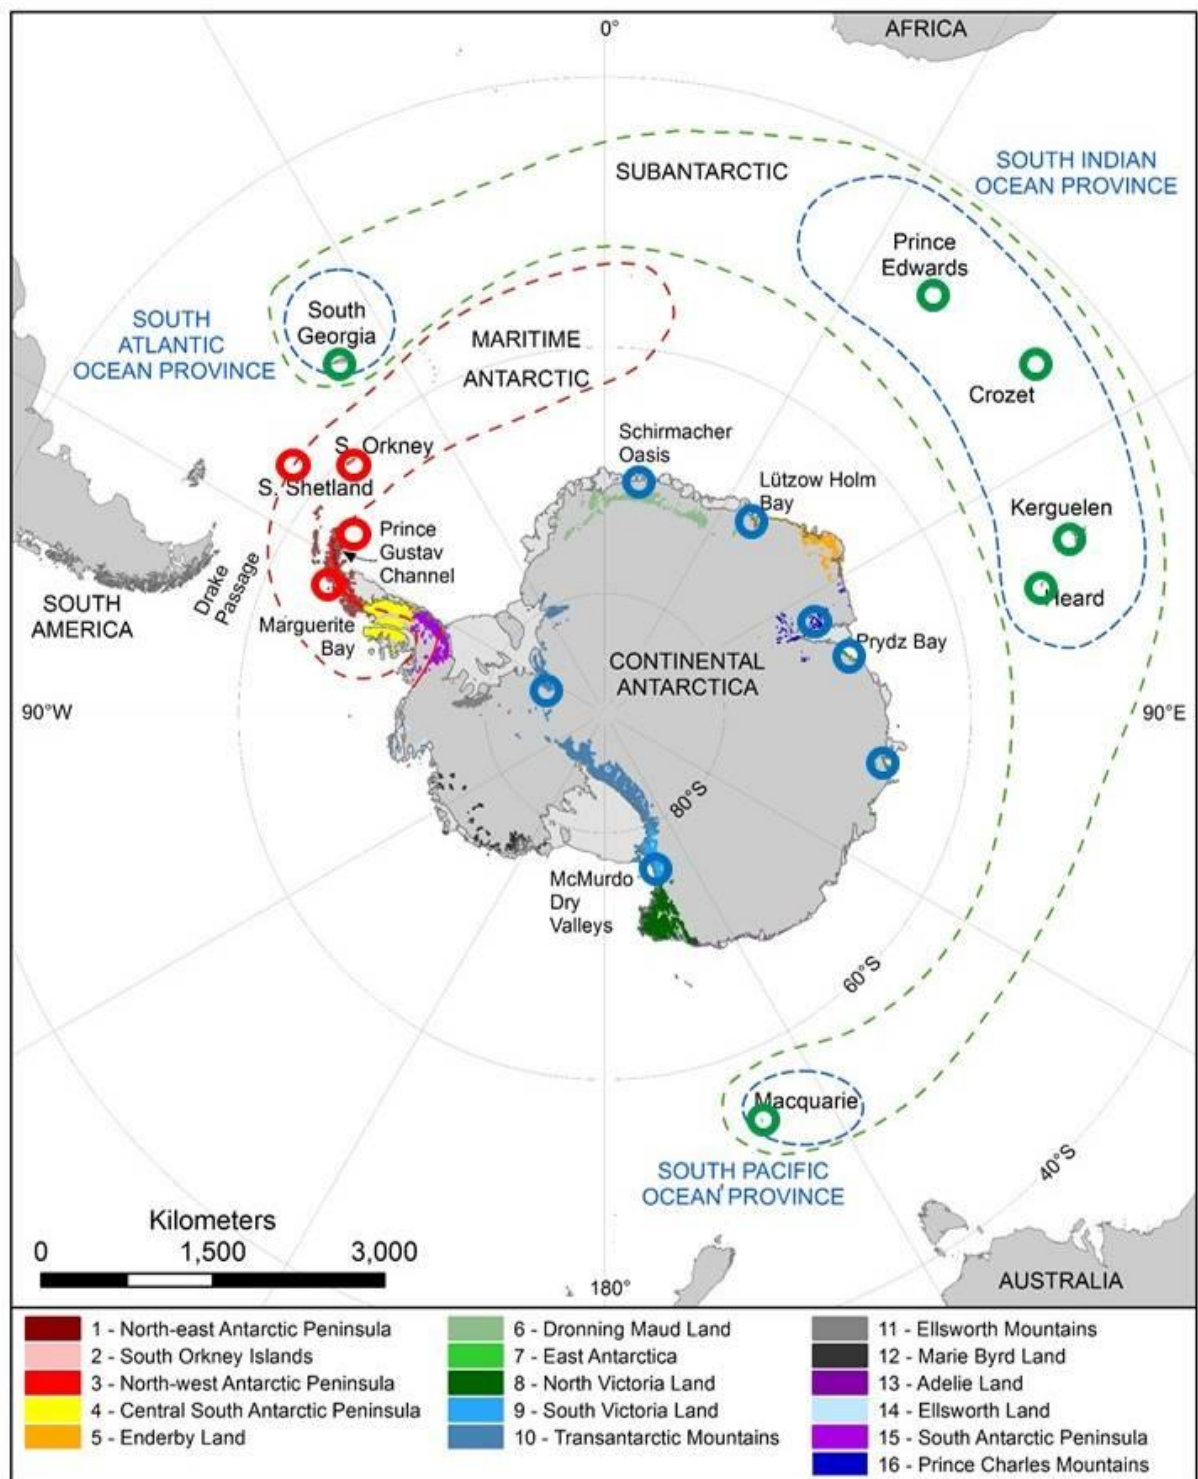 0°
AFRICA
SUBANTARCTIC
SOUTH INDIAN
OCEAN PROVINCE
Prince
Edwards
South
Georgia
SOUTH
ATLANTIC
OCEAN PROVINCE
MARITIME
ANTARCTIC
Crozet
S. Orkney
S. Shetland
Schirmacher
Oasis
Lützow Holm
Bay
Kerguelen
Heard
Prince
Gustav
Channel
Drake
Passage
SOUTH
AMERICA
Marguerite
Bay
Prydz Bay
CONTINENTAL
ANTARCTICA
90°W
90°E
80°S
McMurdo
Dry
Valleys
60°S
Macquarie
SOUTH PACIFIC
OCEAN PROVINCE
40°S
Kilometers
0 1,500 3,000
180°
AUSTRALIA
1 - North-east Antarctic Peninsula
2 - South Orkney Islands
3 - North-west Antarctic Peninsula
4 - Central South Antarctic Peninsula
5 - Enderby Land
6 - Dronning Maud Land
7 - East Antarctica
8 - North Victoria Land
9 - South Victoria Land
10 - Transantarctic Mountains
11 - Ellsworth Mountains
12 - Marie Byrd Land
13 - Adelie Land
14 - Ellsworth Land
15 - South Antarctic Peninsula
16 - Prince Charles Mountains